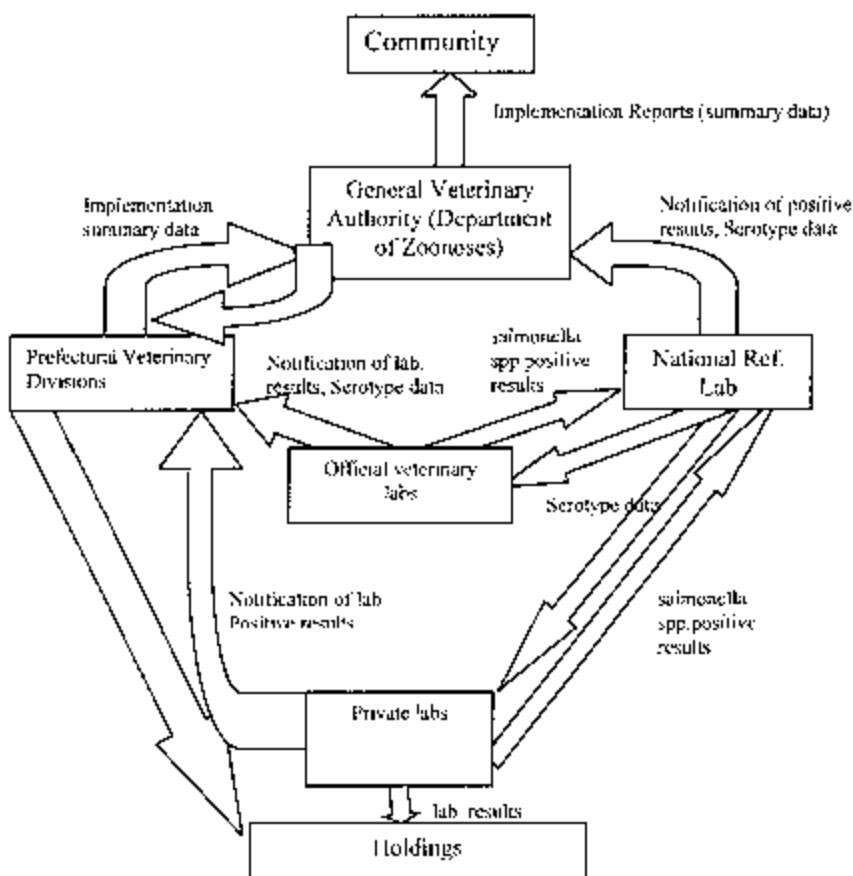 Community
Implementation Reports (summary data)
General Veterinary
Authority (Department
of Zoonoses)
Implementation
summary data
Notification of positive
results, Serotype data
Prefectural Veterinary
Divisions
Notification of lab.
results, Serotype data
salmonella
spp positive
results
National Ref.
Lab
Official veterinary
labs
Serotype data
Notification of lab
Positive results
salmonella
spp.positive
results
Private labs
lab results
Holdings